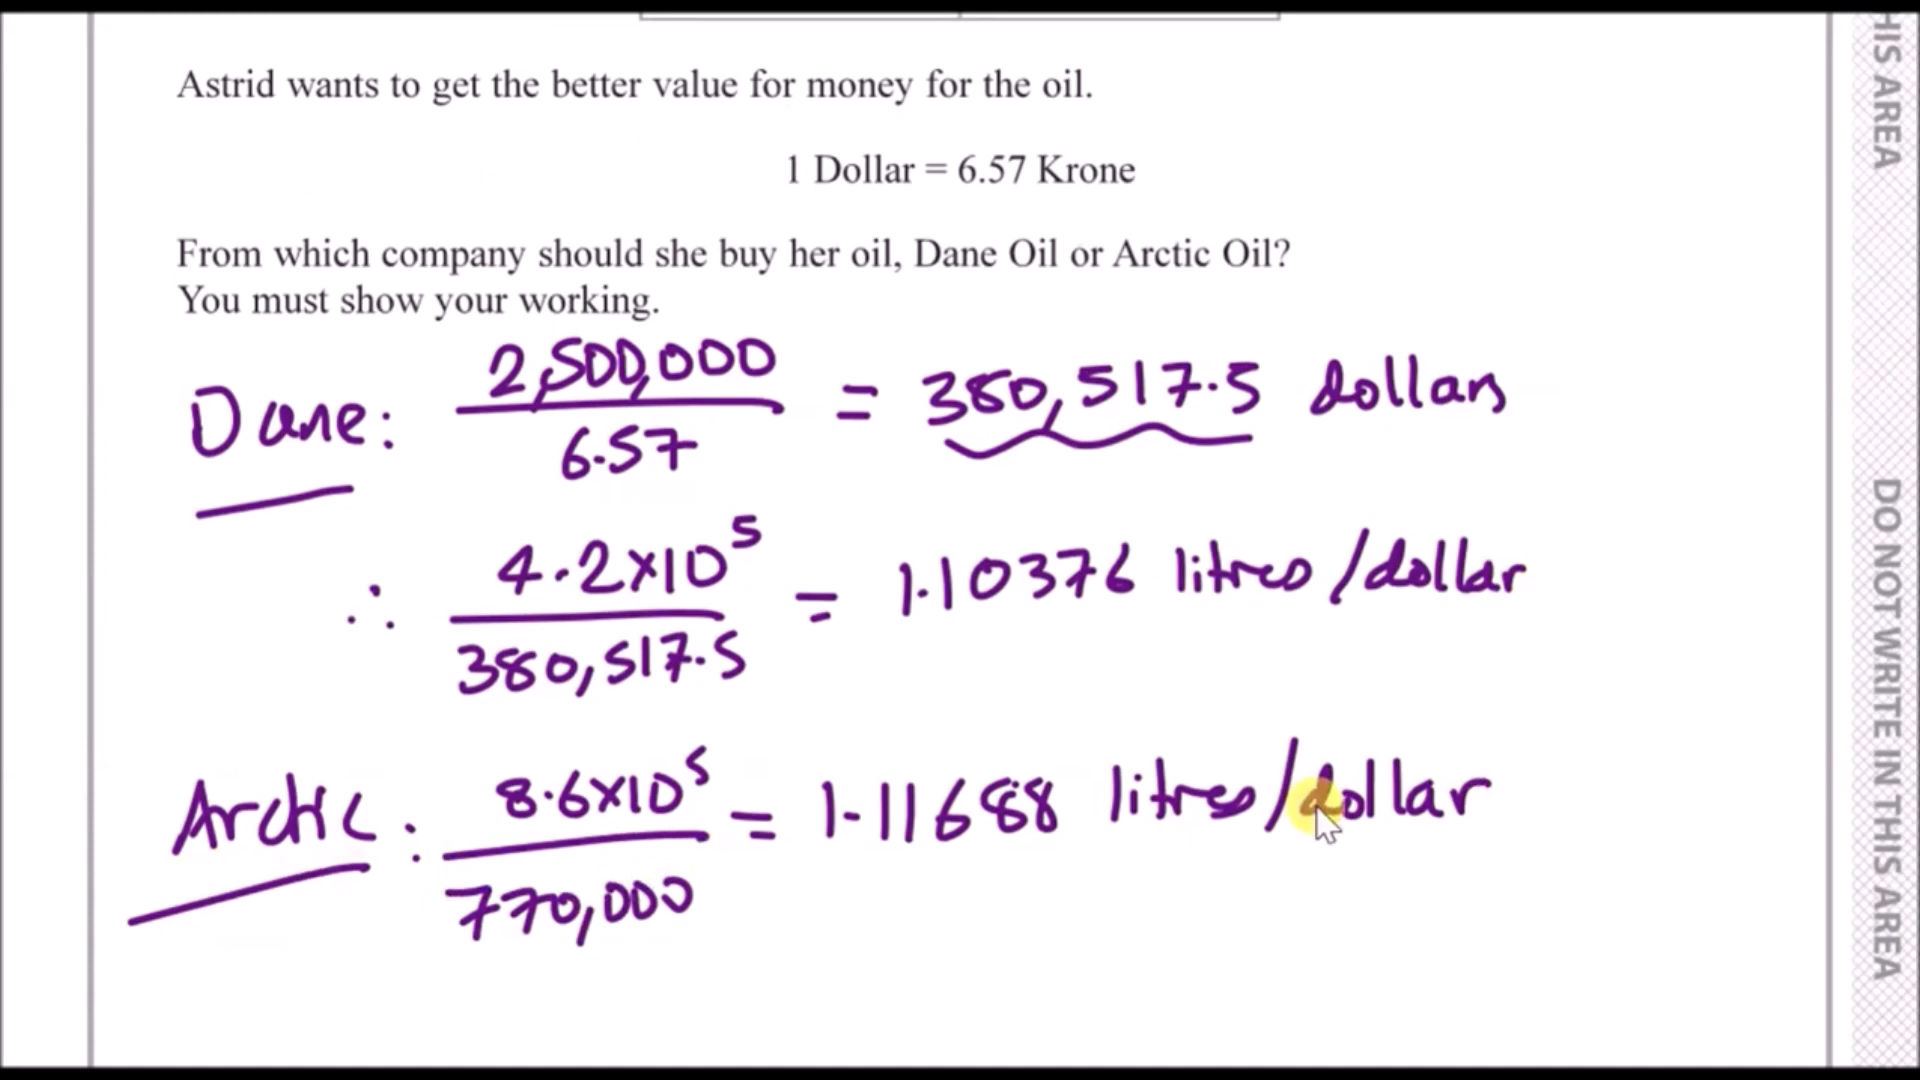 Astrid wants to get the better value for money for the oil.
1 Dollar = 6.57 Krone
From which company should she buy her oil, Dane Oil or Arctic Oil?
You must show your working.
Dane: 2,500,000 / 6.57 = 380,517.5 dollars
∴ 4.2×10^5 / 380,517.5 = 1.10376 litres/dollar
Arctic: 8.6×10^5 / 770,000 = 1.11688 litres/dollar
HIS AREA
DO NOT WRITE IN THIS AREA